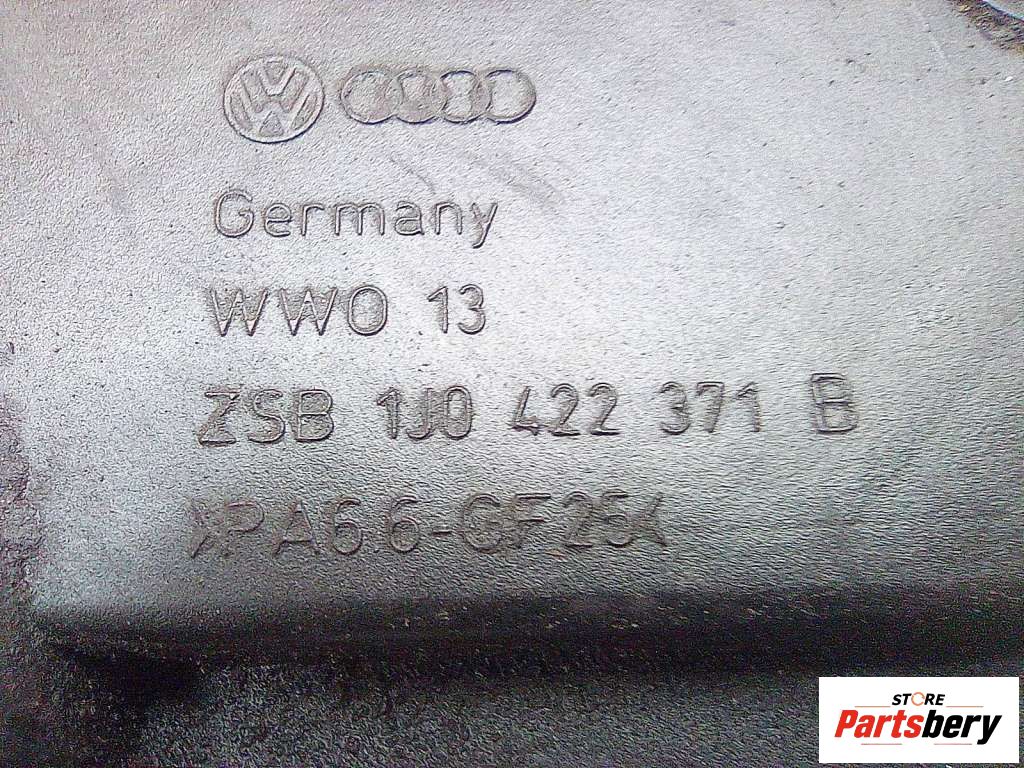 Germany
WWO 13
ZSB 1J0 422 371 B
>PA6.6-GF25<
STORE
Partsbery